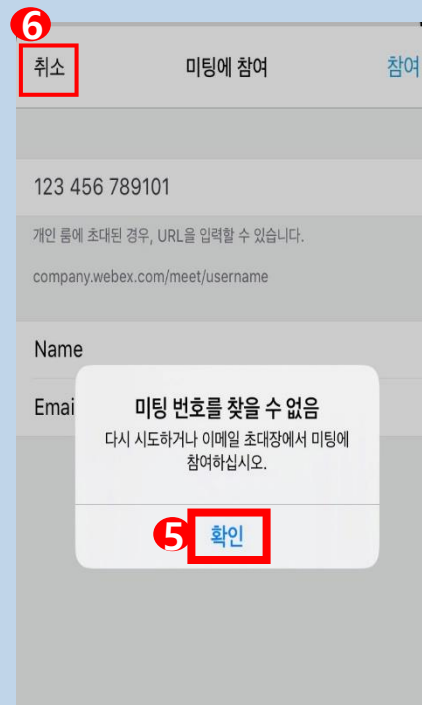 6
취소 미팅에 참여 참여
123 456 789101
개인 룸에 초대된 경우, URL을 입력할 수 있습니다.
company.webex.com/meet/username
Name
Emai
미팅 번호를 찾을 수 없음
다시 시도하거나 이메일 초대장에서 미팅에
참여하십시오.
5 확인